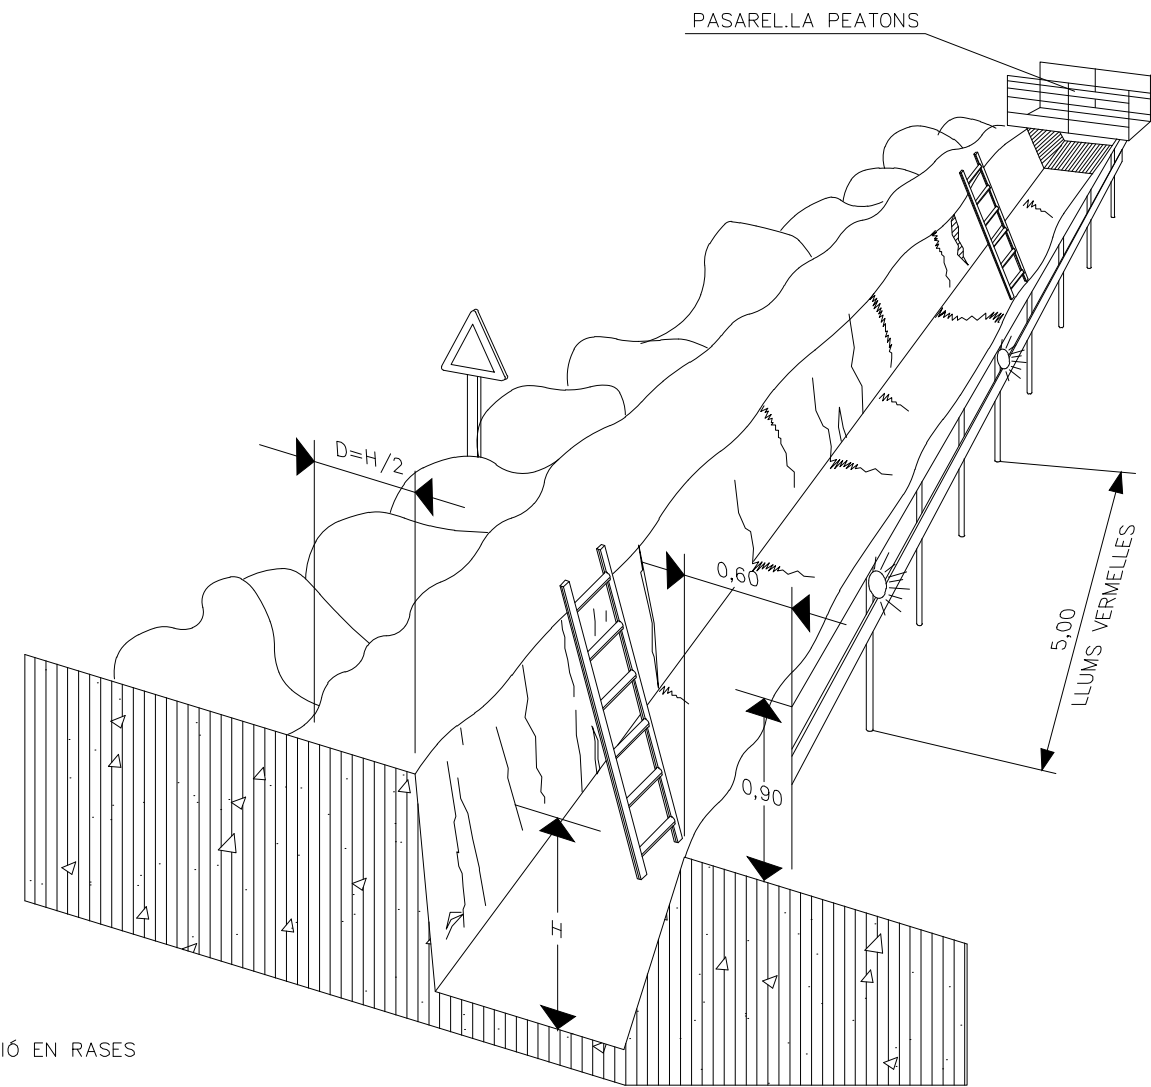 PASAREL.LA PEATONS
D=H/2
0,60
5,00
LLUMS VERMELLES
0,90
H
IÓ EN RASES